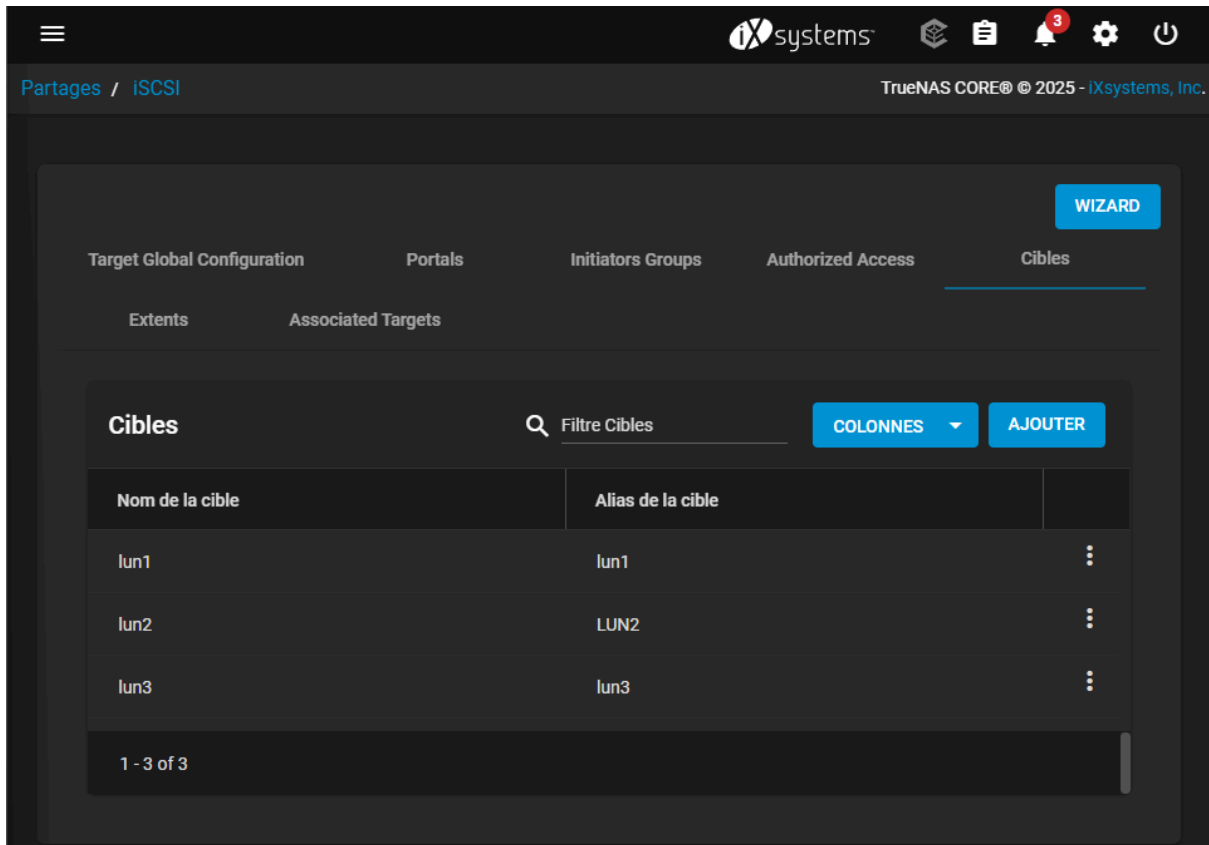 iXsystems 3
Partages / iSCSI TrueNAS CORE® © 2025 - iXsystems, Inc.
WIZARD
Target Global Configuration Portals Initiators Groups Authorized Access Cibles
Extents Associated Targets
Cibles Filtre Cibles COLONNES AJOUTER
Nom de la cible Alias de la cible
lun1 lun1
lun2 LUN2
lun3 lun3
1 - 3 of 3